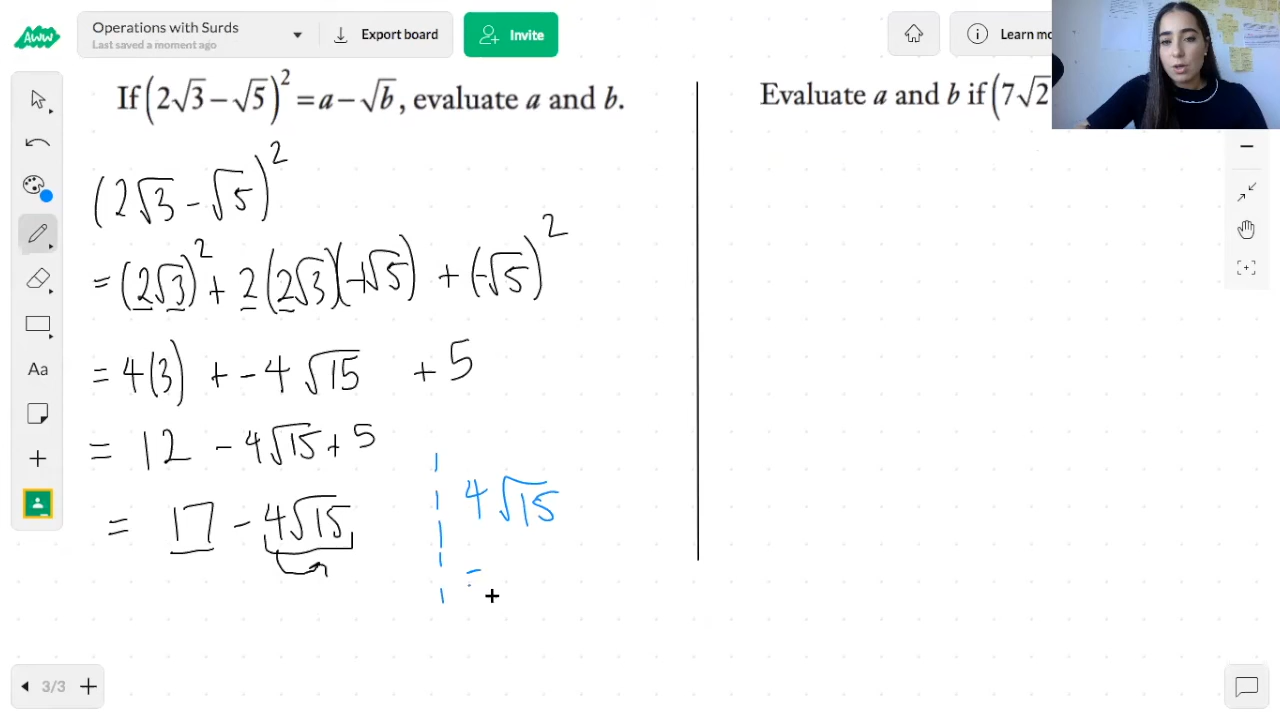 AWW
Operations with Surds
Last saved a moment ago
Export board
Invite
Learn mo
If (2√3 − √5)² = a − √b, evaluate a and b.
(2√3 − √5)²
= (2√3)² + 2(2√3)(−1√5) + (−√5)²
= 4(3) + −4√15 + 5
= 12 − 4√15 + 5
= 17 − 4√15
4√15
=
Evaluate a and b if (7√2
Aa
3/3